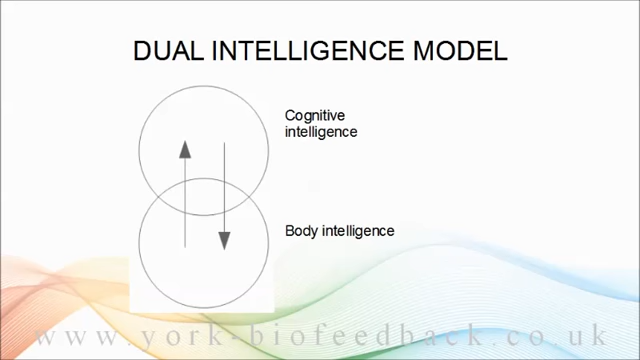 DUAL INTELLIGENCE MODEL
Cognitive
intelligence
Body intelligence
www.york-biofeedback.co.uk